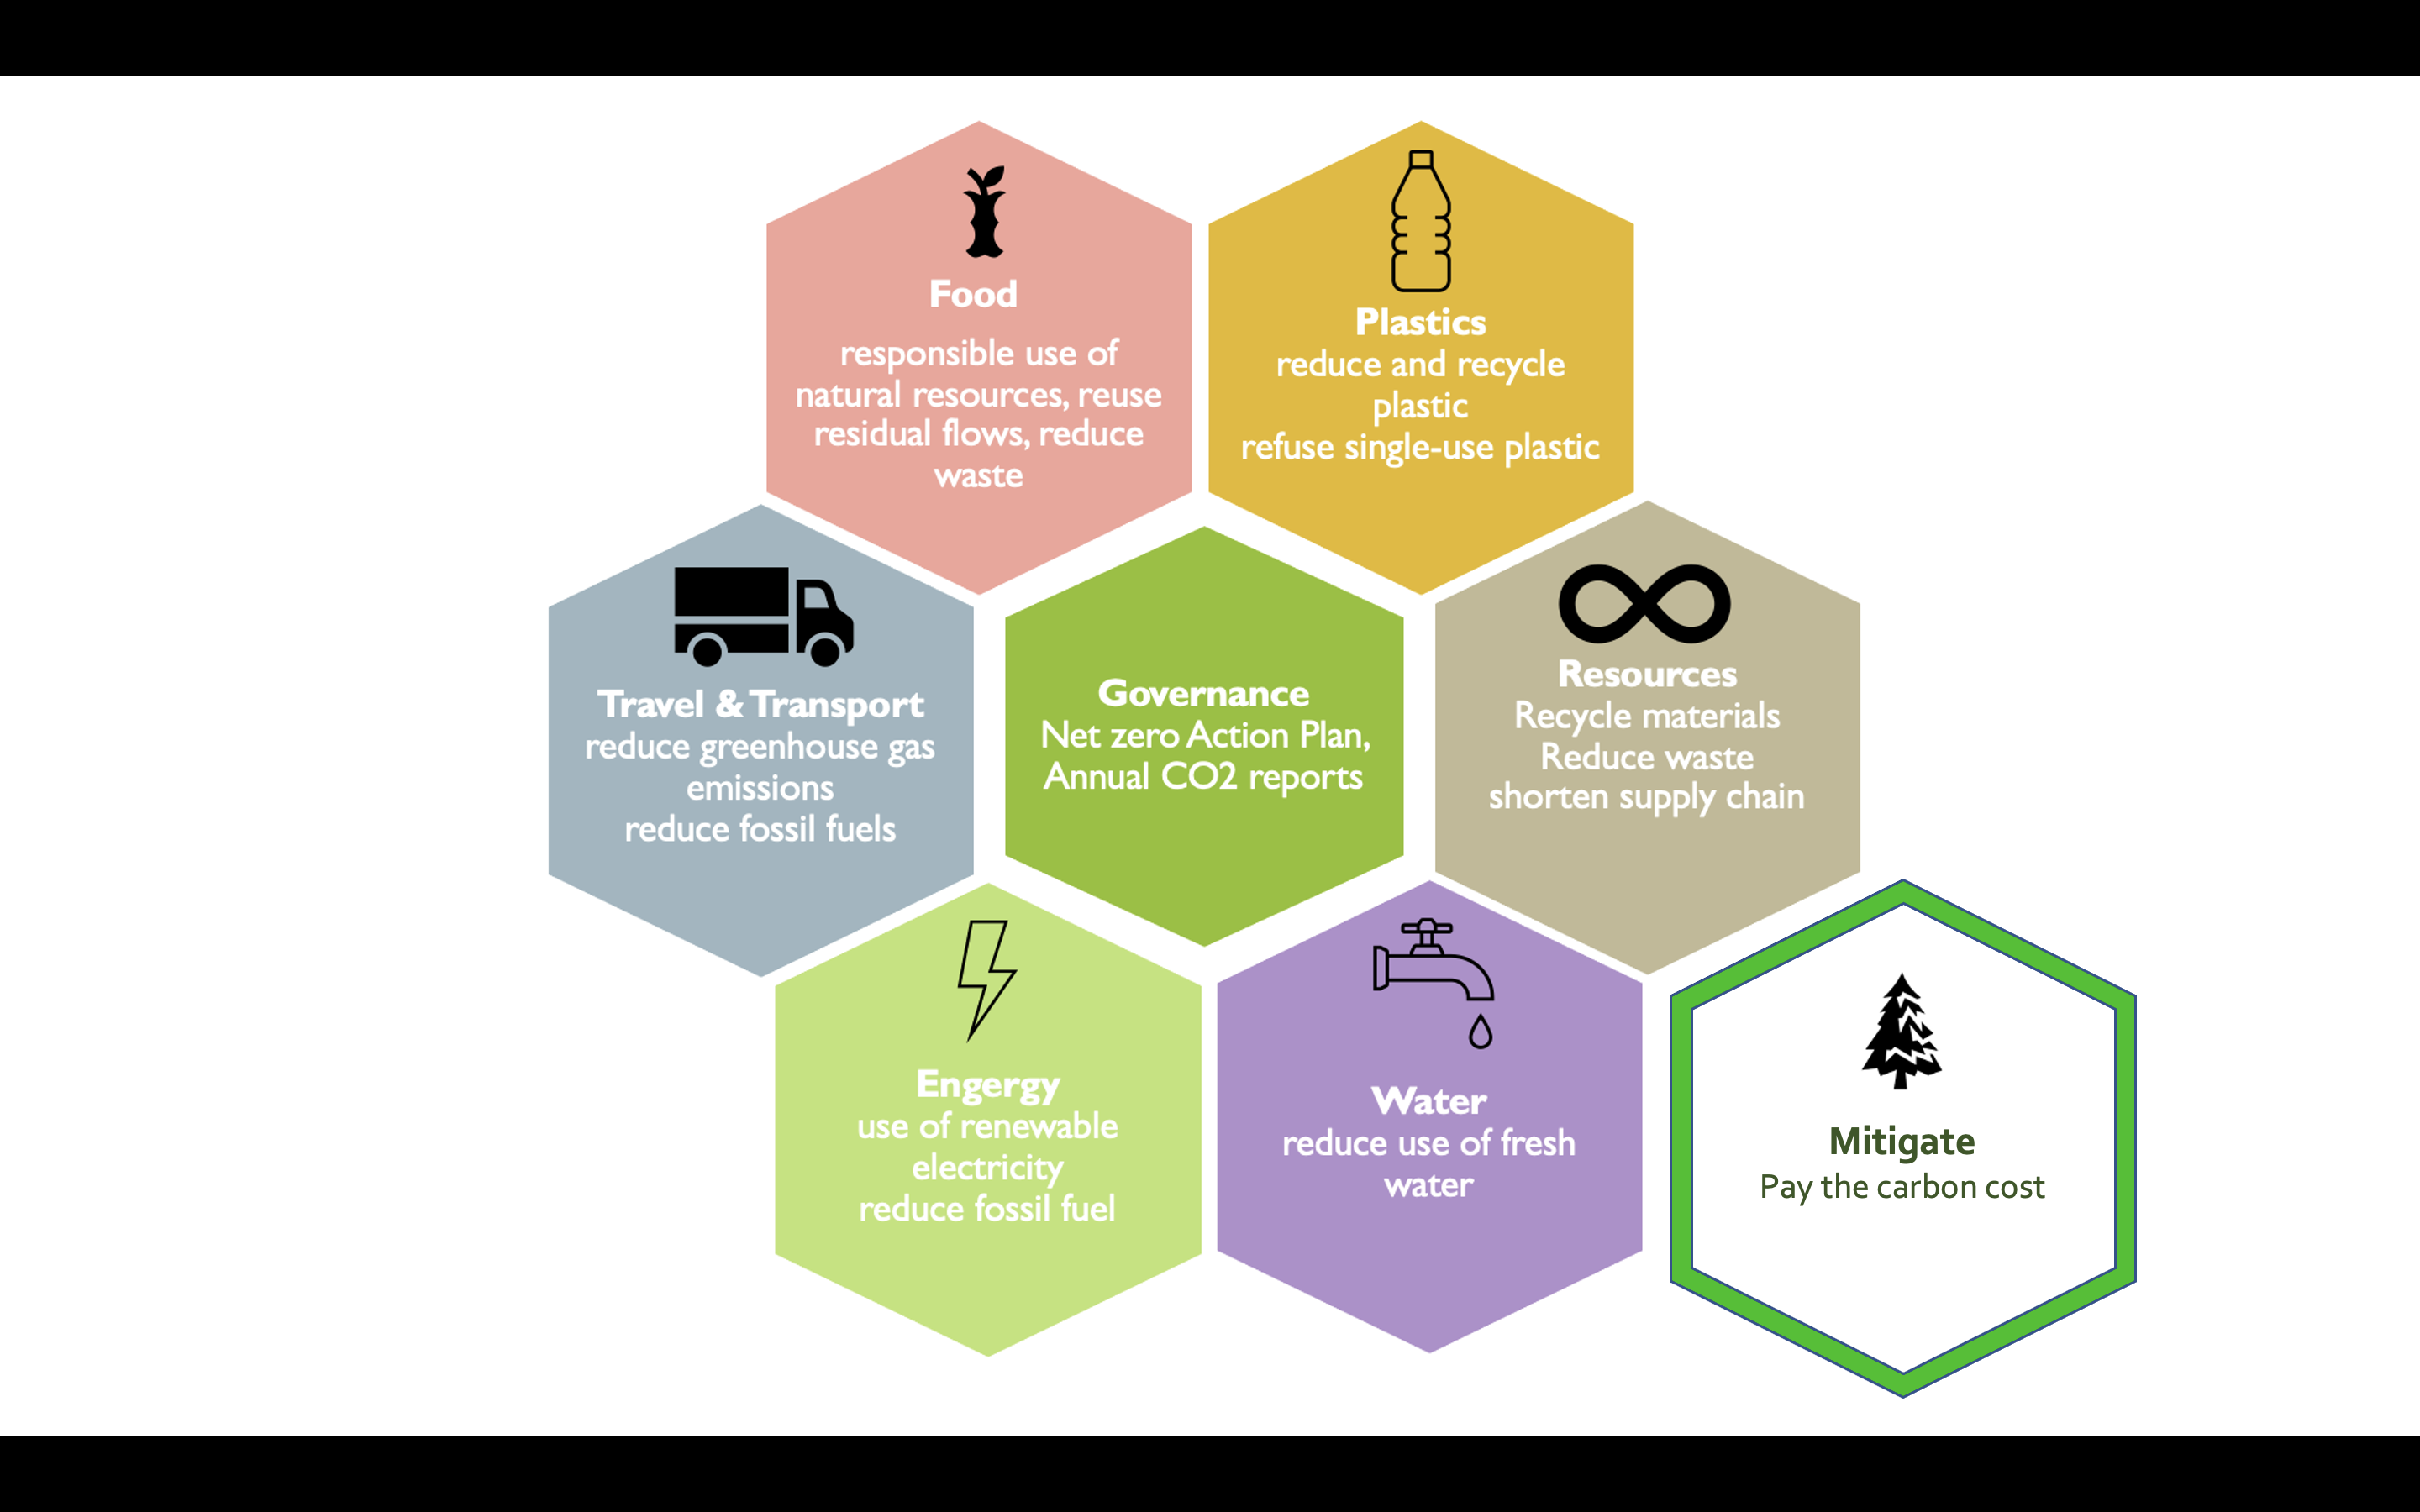 Food
responsible use of
natural resources, reuse
residual flows, reduce
waste
Plastics
reduce and recycle
plastic
refuse single-use plastic
Travel & Transport
reduce greenhouse gas
emissions
reduce fossil fuels
Governance
Net zero Action Plan,
Annual CO2 reports
Resources
Recycle materials
Reduce waste
shorten supply chain
Engergy
use of renewable
electricity
reduce fossil fuel
Water
reduce use of fresh
water
Mitigate
Pay the carbon cost